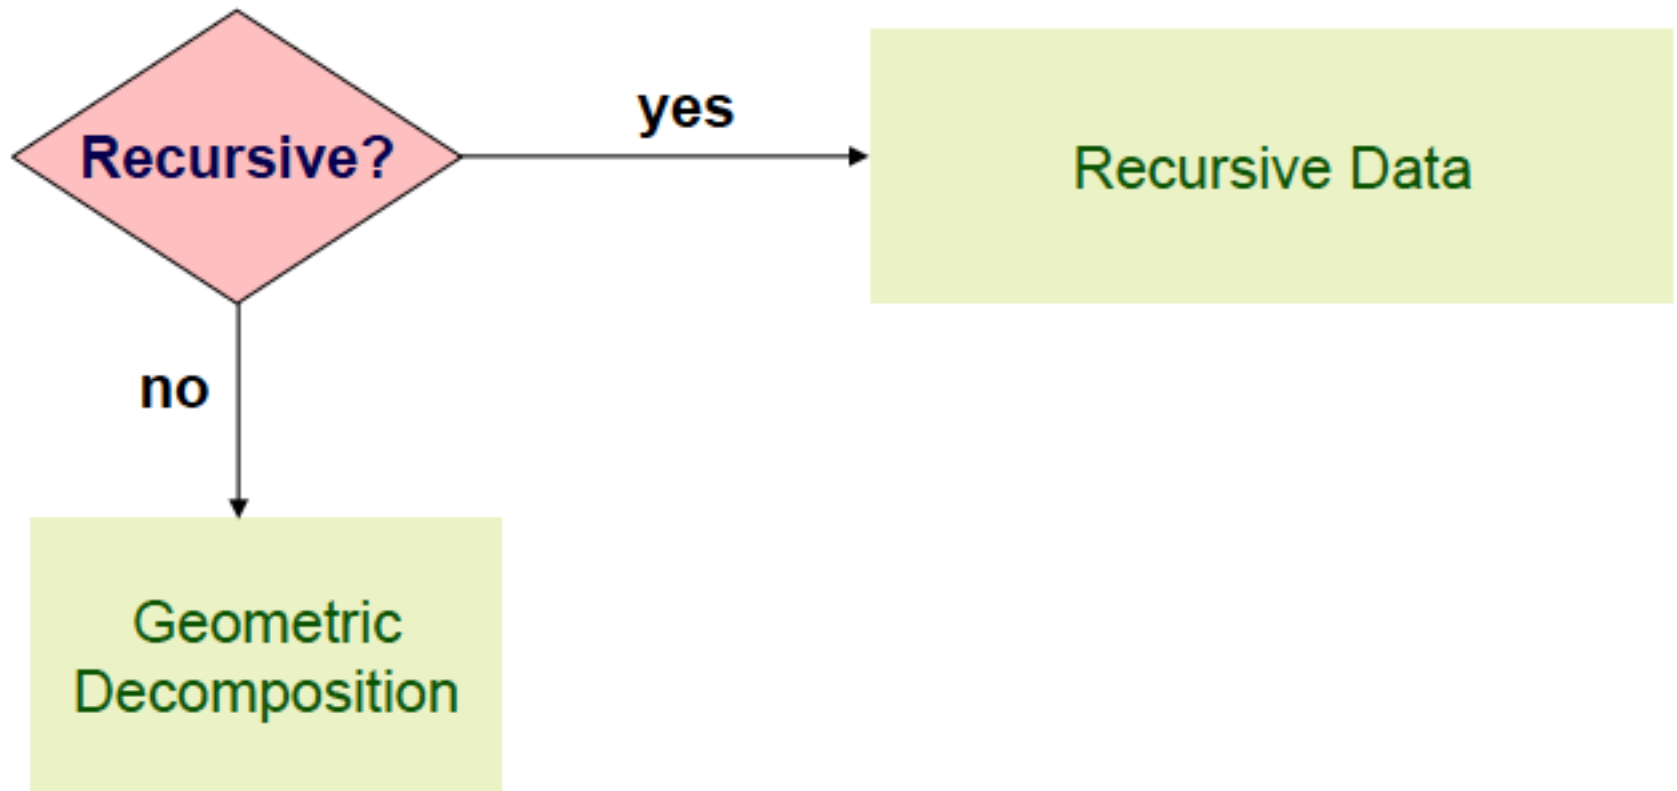 Recursive?
yes
Recursive Data
no
Geometric
Decomposition